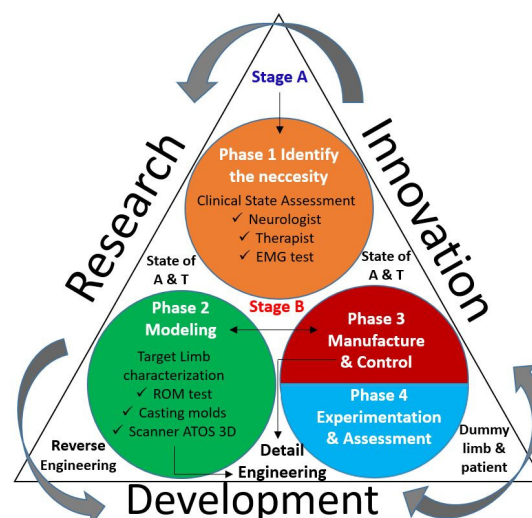 Stage A
Research
Innovation
Phase 1 Identify
the neccesity
Clinical State Assessment
✓ Neurologist
✓ Therapist
✓ EMG test
State of
A & T
State of
A & T
Stage B
Phase 2
Modeling
Target Limb
characterization
✓ ROM test
✓ Casting molds
✓ Scanner ATOS 3D
Phase 3
Manufacture
& Control
Phase 4
Experimentation
& Assessment
Reverse
Engineering
Detail
Engineering
Dummy
limb &
patient
Development